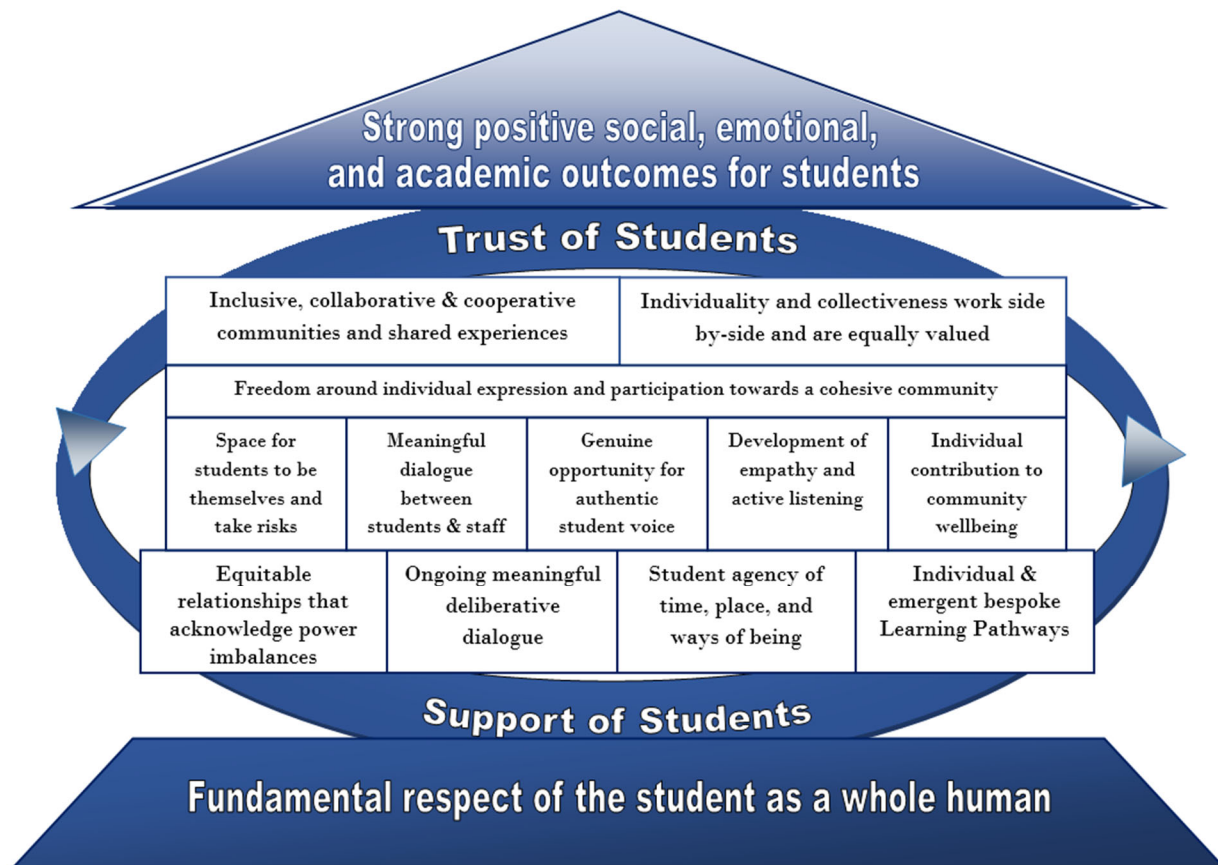 Strong positive social, emotional,
and academic outcomes for students
Trust of Students
Inclusive, collaborative & cooperative
communities and shared experiences
Individuality and collectiveness work side
by-side and are equally valued
Freedom around individual expression and participation towards a cohesive community
Space for
students to be
themselves and
take risks
Meaningful
dialogue
between
students & staff
Genuine
opportunity for
authentic
student voice
Development of
empathy and
active listening
Individual
contribution to
community
wellbeing
Equitable
relationships that
acknowledge power
imbalances
Ongoing meaningful
deliberative
dialogue
Student agency of
time, place, and
ways of being
Individual &
emergent bespoke
Learning Pathways
Support of Students
Fundamental respect of the student as a whole human